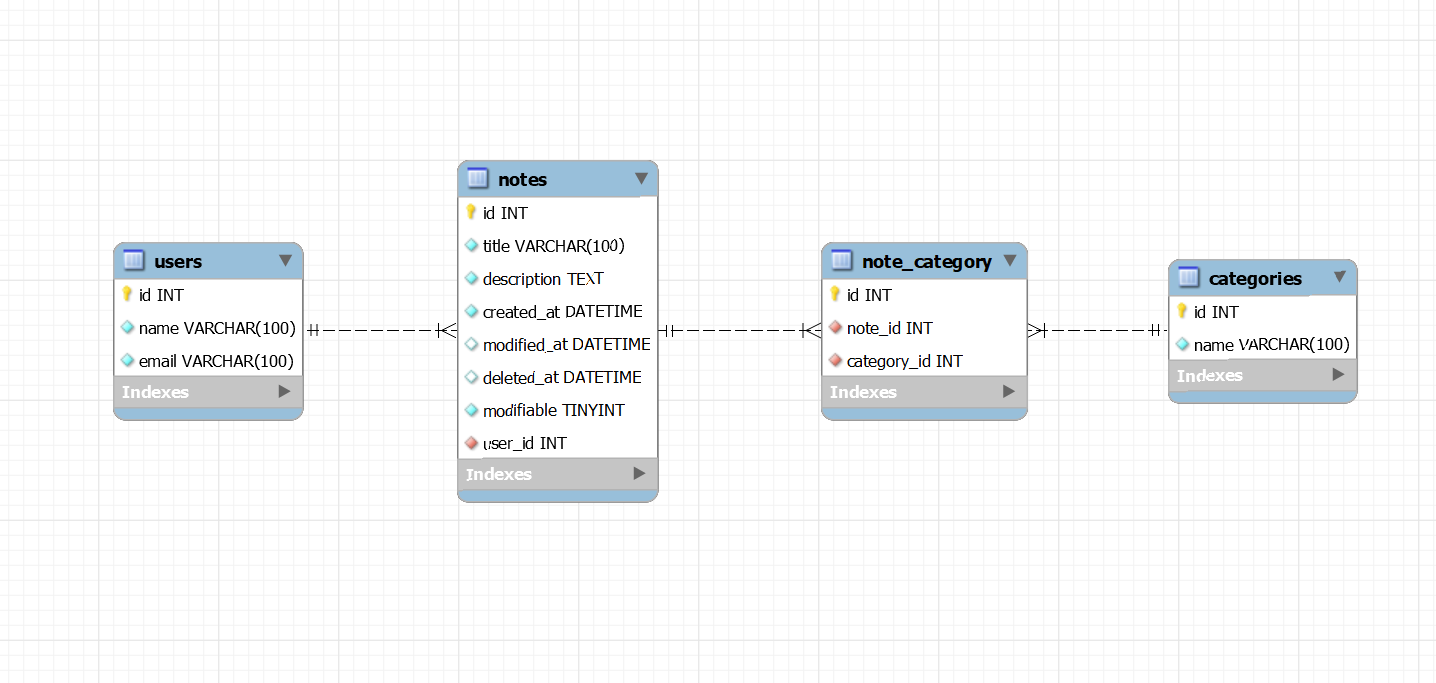 users
id INT
name VARCHAR(100)
email VARCHAR(100)
Indexes
notes
id INT
title VARCHAR(100)
description TEXT
created_at DATETIME
modified_at DATETIME
deleted_at DATETIME
modifiable TINYINT
user_id INT
Indexes
note_category
id INT
note_id INT
category_id INT
Indexes
categories
id INT
name VARCHAR(100)
Indexes